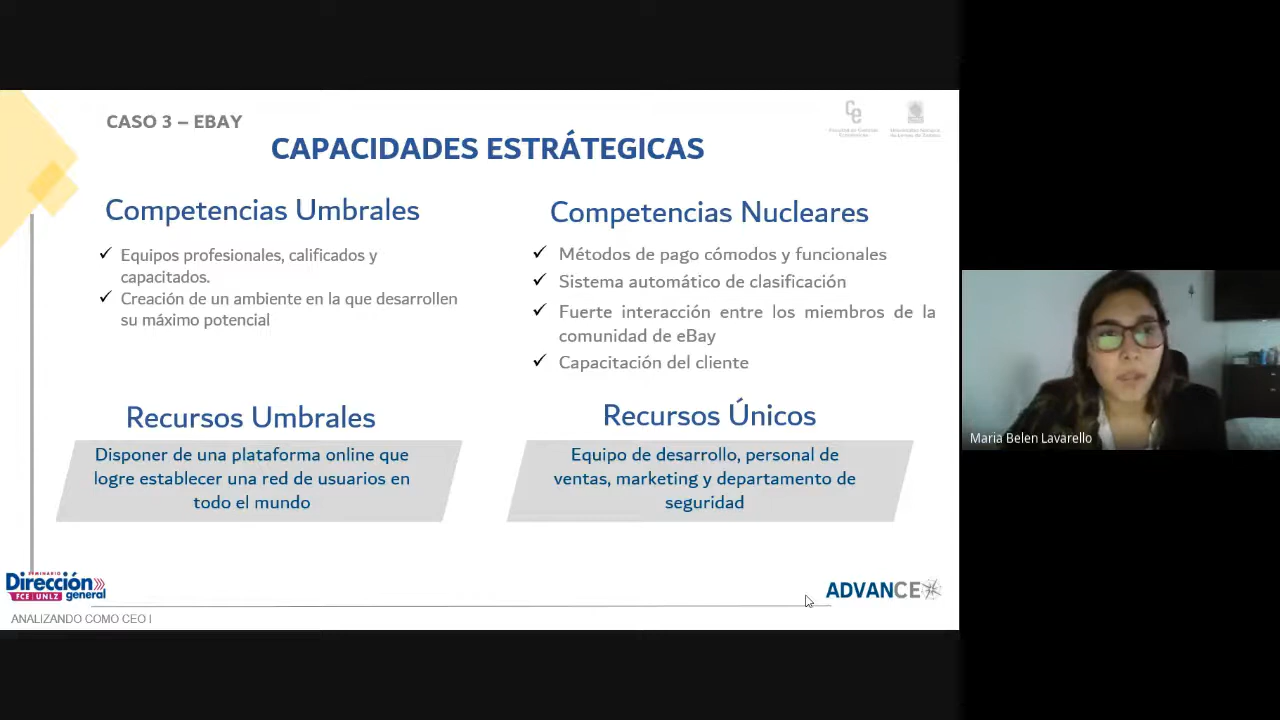 CASO 3 – EBAY
CAPACIDADES ESTRÁTEGICAS
Competencias Umbrales
✓ Equipos profesionales, calificados y
capacitados.
✓ Creación de un ambiente en la que desarrollen
su máximo potencial
Competencias Nucleares
✓ Métodos de pago cómodos y funcionales
✓ Sistema automático de clasificación
✓ Fuerte interacción entre los miembros de la
comunidad de eBay
✓ Capacitación del cliente
Recursos Umbrales
Disponer de una plataforma online que
logre establecer una red de usuarios en
todo el mundo
Recursos Únicos
Equipo de desarrollo, personal de
ventas, marketing y departamento de
seguridad
SEMINARIO
Dirección
FCE | UNLZ general
ADVANCE
ANALIZANDO COMO CEO I
Maria Belen Lavarello